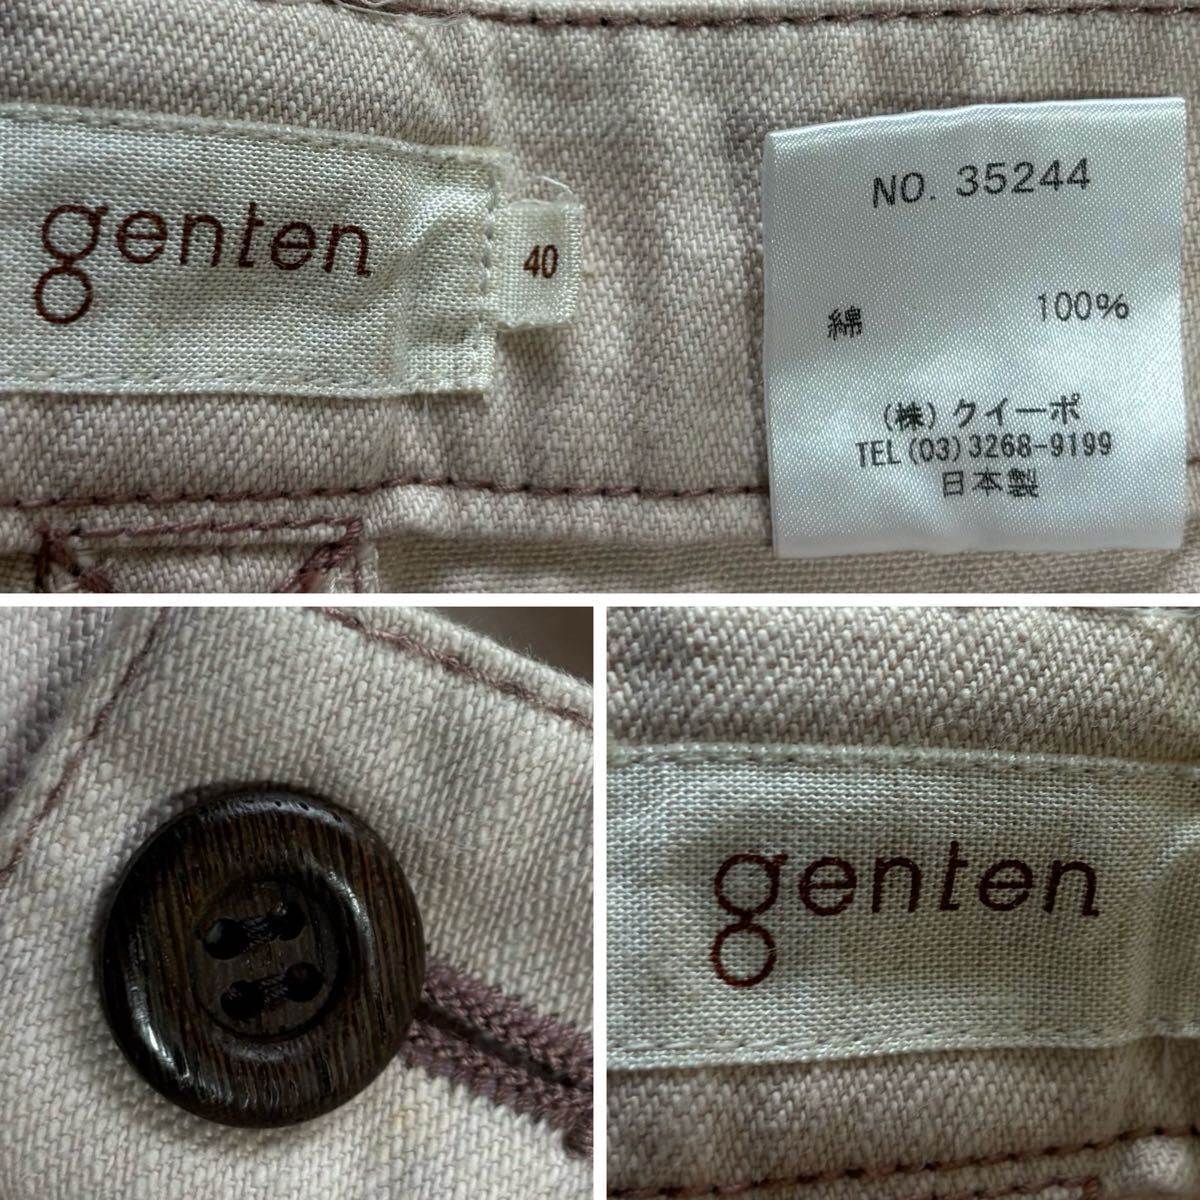 genten
40
NO. 35244
綿 100%
(株)クイーポ
TEL(03)3268-9199
日本製
genten